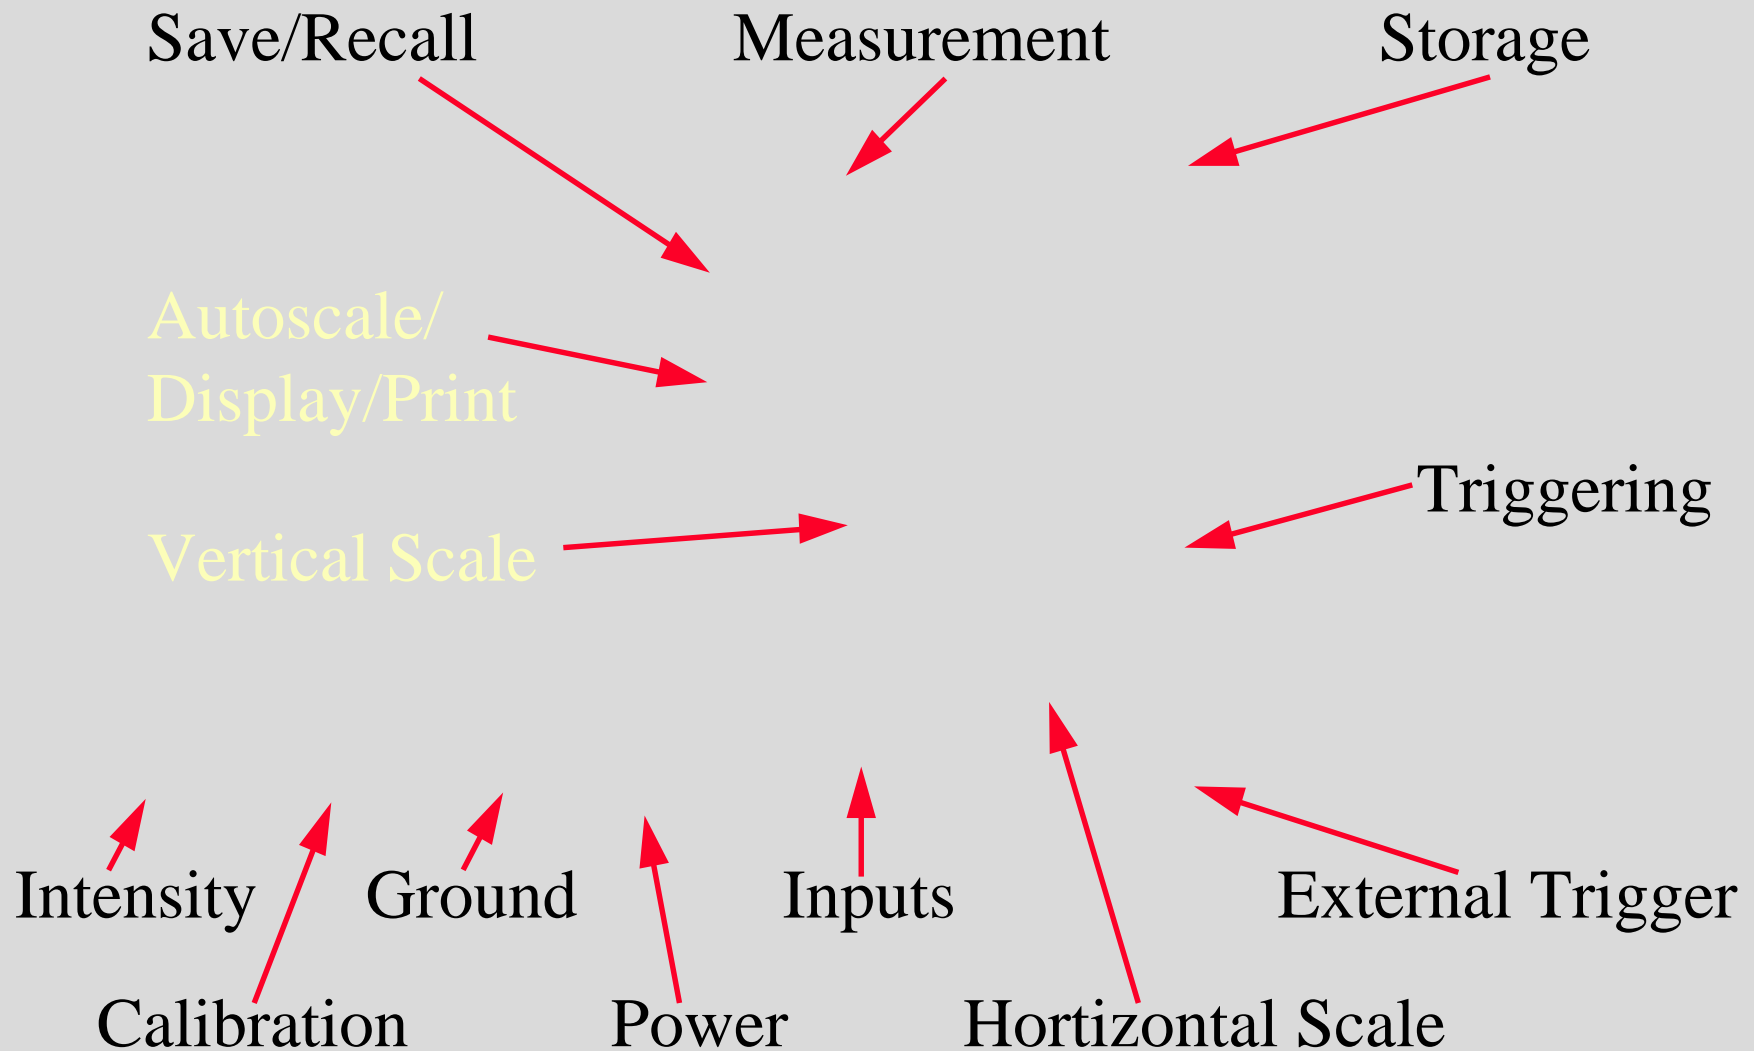 Save/Recall
Measurement
Storage
Autoscale/
Display/Print
Triggering
Vertical Scale
Intensity
Ground
Inputs
External Trigger
Calibration
Power
Hortizontal Scale